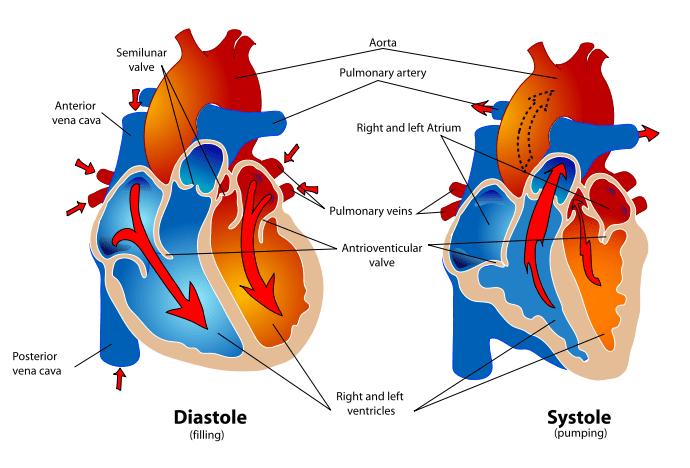 Aorta
Semilunar
valve
Pulmonary artery
Anterior
vena cava
Right and left Atrium
Pulmonary veins
Antrioventicular
valve
Posterior
vena cava
Right and left
ventricles
Diastole
(filling)
Systole
(pumping)